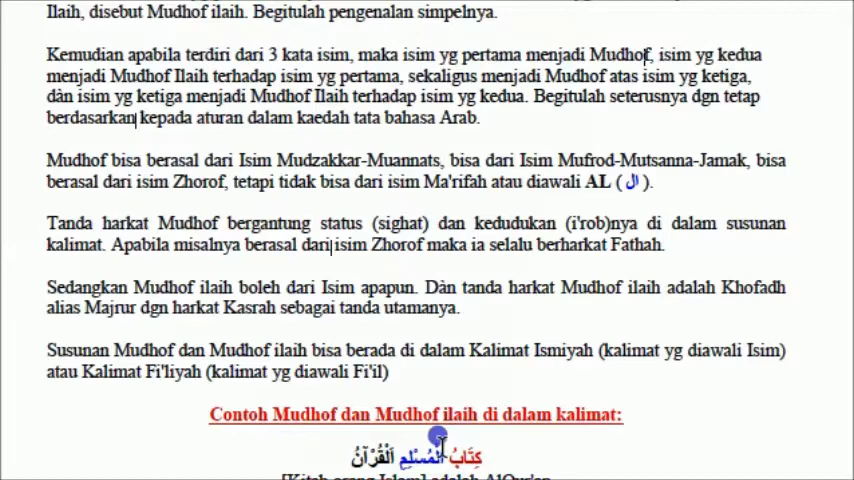 Ilaih, disebut Mudhof ilaih. Begitulah pengenalan simpelnya.
Kemudian apabila terdiri dari 3 kata isim, maka isim yg pertama menjadi Mudhof, isim yg kedua
menjadi Mudhof Ilaih terhadap isim yg pertama, sekaligus menjadi Mudhof atas isim yg ketiga,
dàn isim yg ketiga menjadi Mudhof Ilaih terhadap isim yg kedua. Begitulah seterusnya dgn tetap
berdasarkan kepada aturan dalam kaedah tata bahasa Arab.
Mudhof bisa berasal dari Isim Mudzakkar-Muannats, bisa dari Isim Mufrod-Mutsanna-Jamak, bisa
berasal dari isim Zhorof, tetapi tidak bisa dari isim Ma'rifah atau diawali AL ( ال ).
Tanda harkat Mudhof bergantung status (sighat) dan kedudukan (i'rob)nya di dalam susunan
kalimat. Apabila misalnya berasal dari isim Zhorof maka ia selalu berharkat Fathah.
Sedangkan Mudhof ilaih boleh dari Isim apapun. Dàn tanda harkat Mudhof ilaih adalah Khofadh
alias Majrur dgn harkat Kasrah sebagai tanda utamanya.
Susunan Mudhof dan Mudhof ilaih bisa berada di dalam Kalimat Ismiyah (kalimat yg diawali Isim)
atau Kalimat Fi'liyah (kalimat yg diawali Fi'il)
Contoh Mudhof dan Mudhof ilaih di dalam kalimat:
كِتَابُ الْمُسْلِمِ اَلْقُرْآنُ
[Kitab orang Islam] adalah AlQur'an